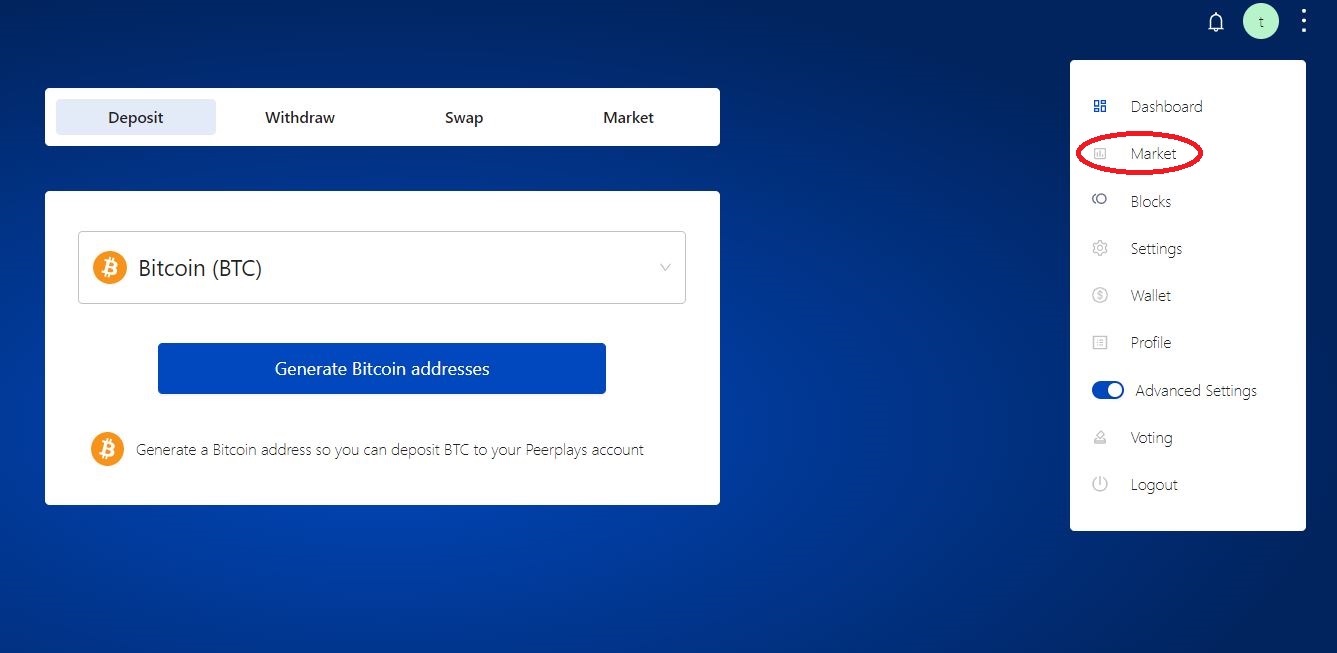 t
Deposit Withdraw Swap Market
Bitcoin (BTC)
Generate Bitcoin addresses
Generate a Bitcoin address so you can deposit BTC to your Peerplays account
Dashboard
Market
Blocks
Settings
Wallet
Profile
Advanced Settings
Voting
Logout